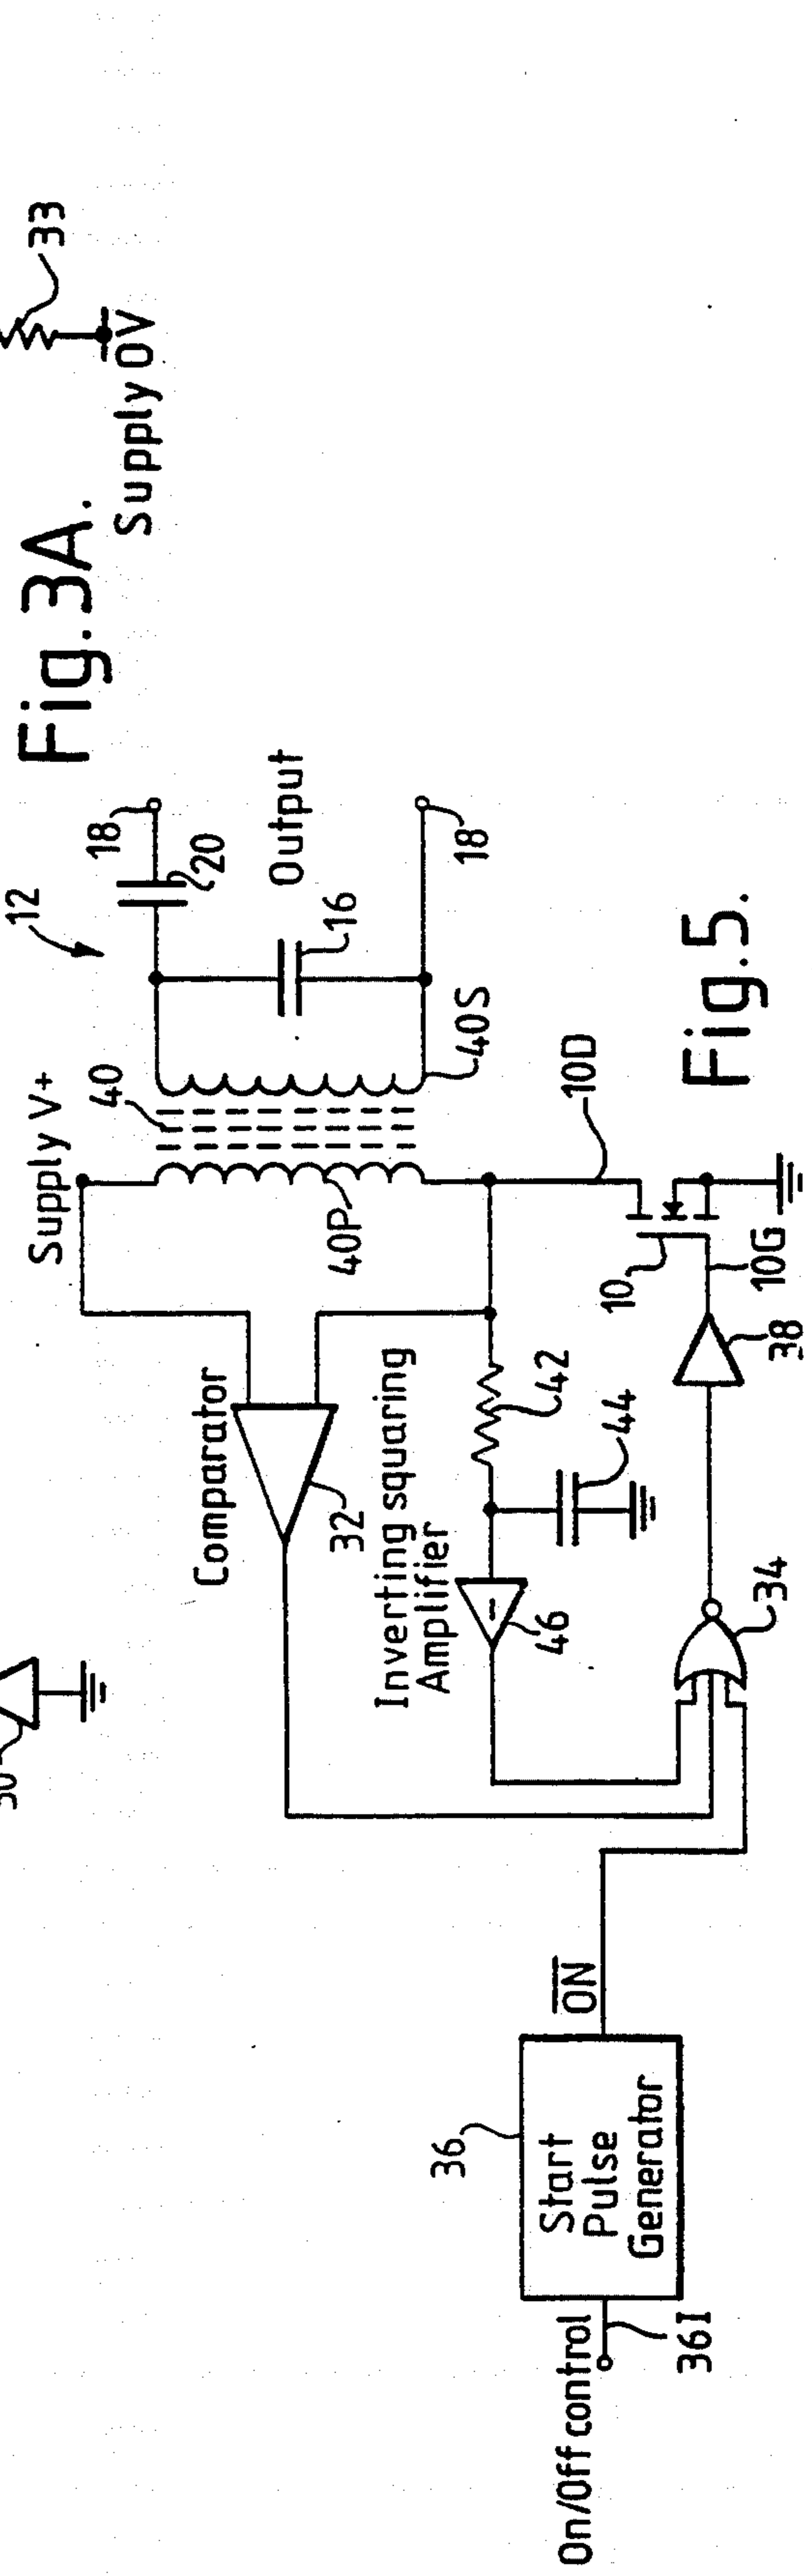 33
Supply 0V
Fig.3A.
12
18
20
Output
16
18
Supply V+
40
40S
40P
10D
Fig.5.
10
10G
Comparator
32
Inverting squaring
Amplifier
42
44
46
38
34
ON
36
Start
Pulse
Generator
On/Off control
36I